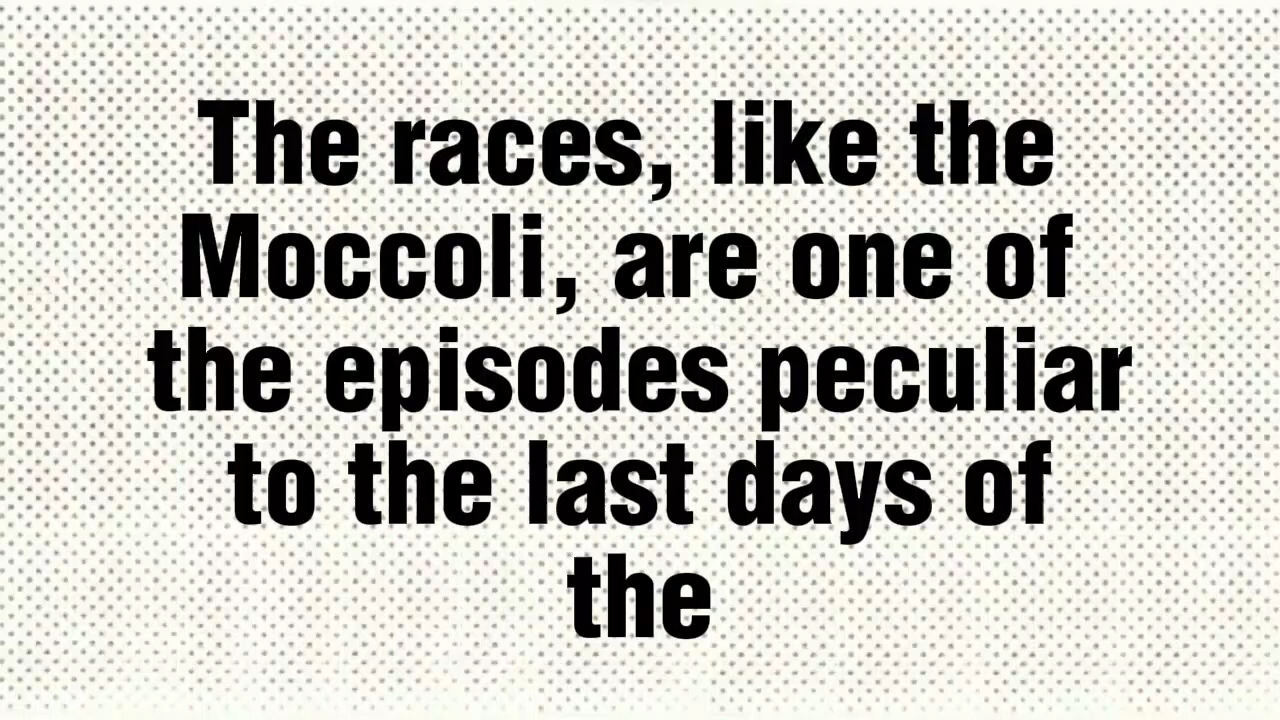 The races, like the
Moccoli, are one of
the episodes peculiar
to the last days of
the